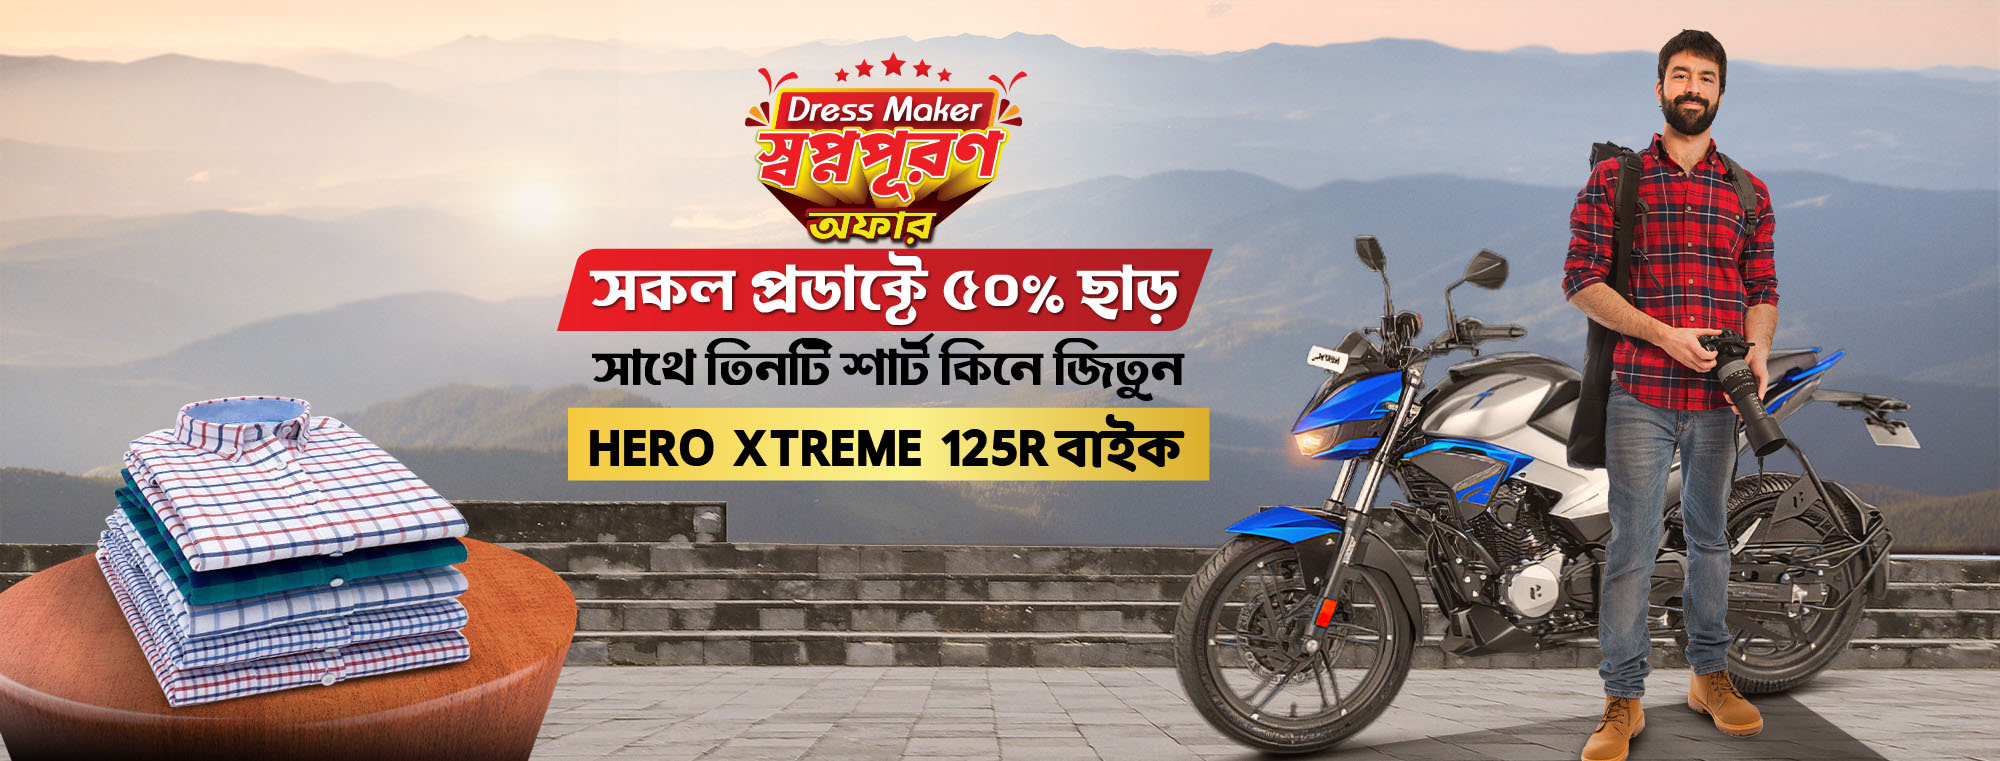 Dress Maker
স্বপ্নপূরণ
অফার
সকল প্রডাক্টে ৫০% ছাড়
সাথে তিনটি শার্ট কিনে জিতুন
HERO XTREME 125R বাইক